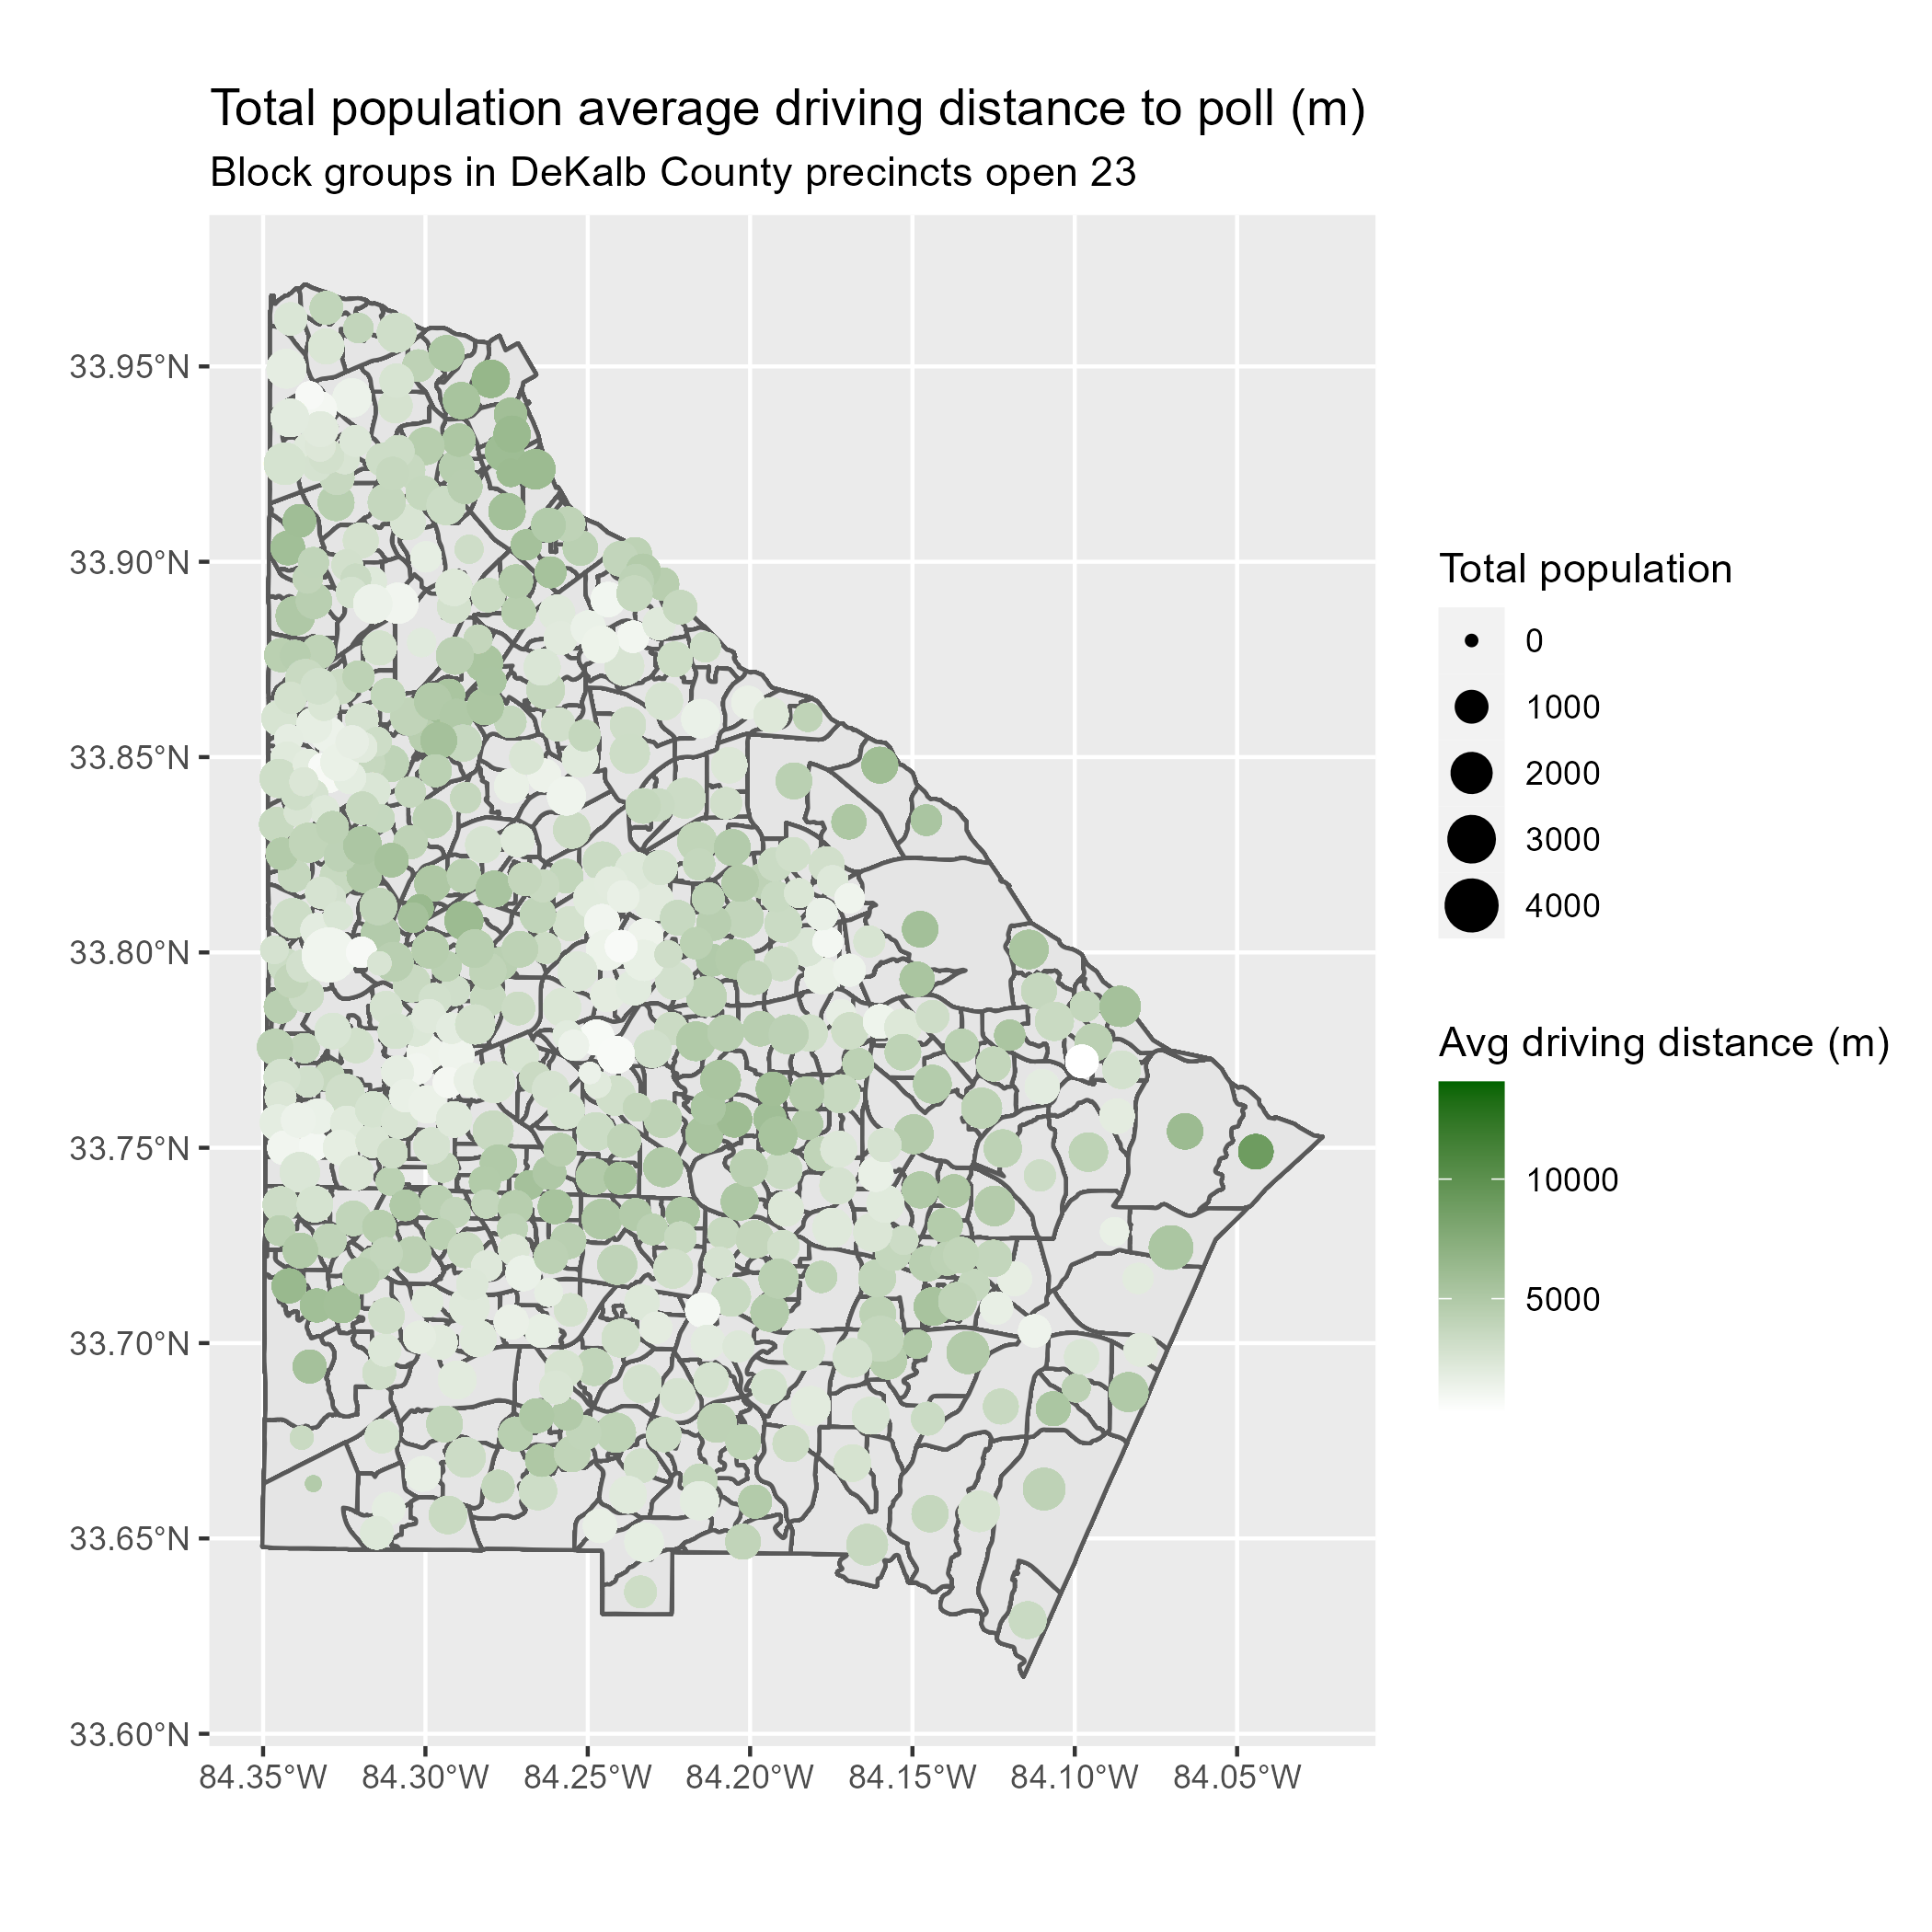 Total population average driving distance to poll (m)
Block groups in DeKalb County precincts open 23
33.95°N
33.90°N
33.85°N
33.80°N
33.75°N
33.70°N
33.65°N
33.60°N
84.35°W 84.30°W 84.25°W 84.20°W 84.15°W 84.10°W 84.05°W
Total population
0
1000
2000
3000
4000
Avg driving distance (m)
10000
5000